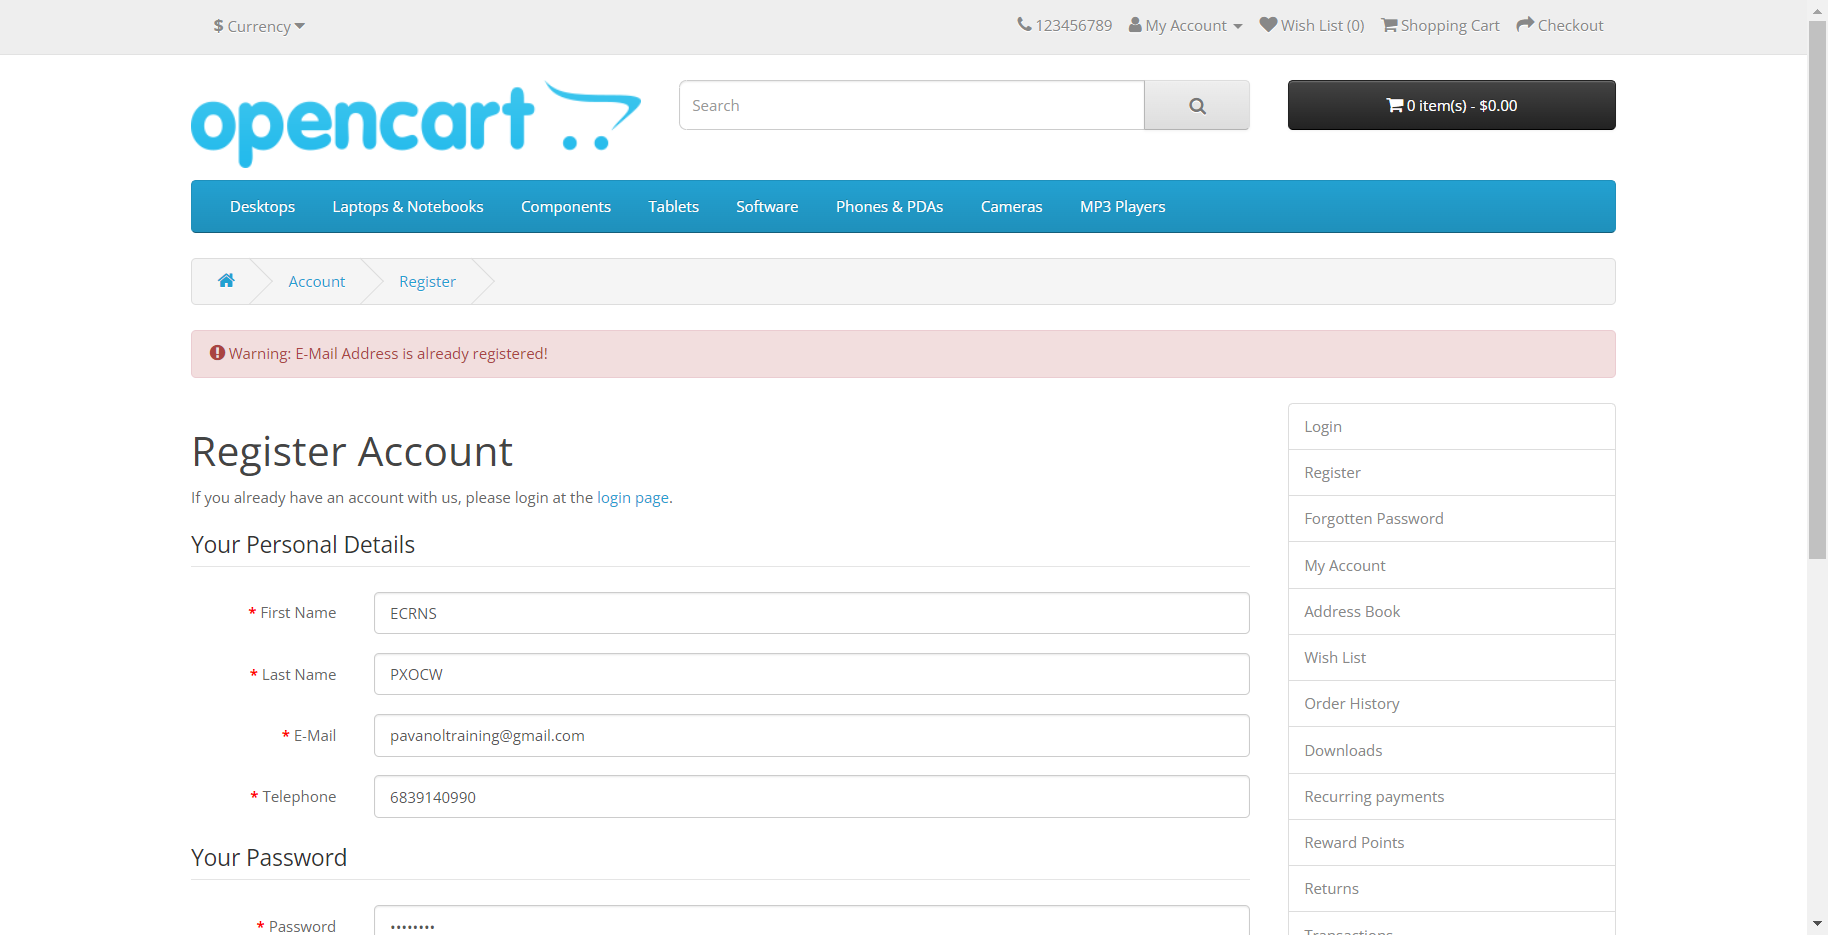 $ Currency
123456789 My Account Wish List (0) Shopping Cart Checkout
opencart
Search
0 item(s) - $0.00
Desktops Laptops & Notebooks Components Tablets Software Phones & PDAs Cameras MP3 Players
Account Register
Warning: E-Mail Address is already registered!
Register Account
If you already have an account with us, please login at the login page.
Your Personal Details
* First Name ECRNS
* Last Name PXOCW
* E-Mail pavanoltraining@gmail.com
* Telephone 6839140990
Your Password
* Password ••••••••
Login
Register
Forgotten Password
My Account
Address Book
Wish List
Order History
Downloads
Recurring payments
Reward Points
Returns
Transactions